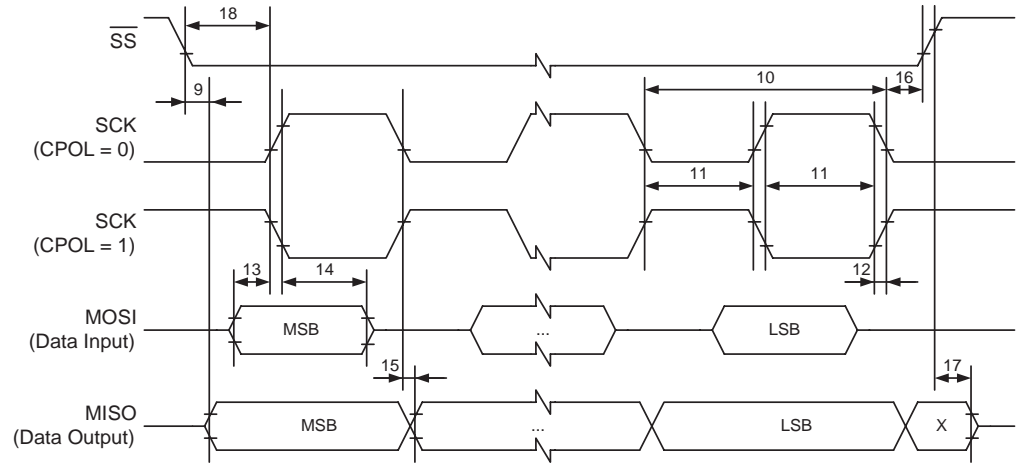 18
SS
9
10
16
SCK
(CPOL = 0)
11
11
SCK
(CPOL = 1)
13
14
12
MOSI
(Data Input)
MSB
...
LSB
15
17
MISO
(Data Output)
MSB
...
LSB
X